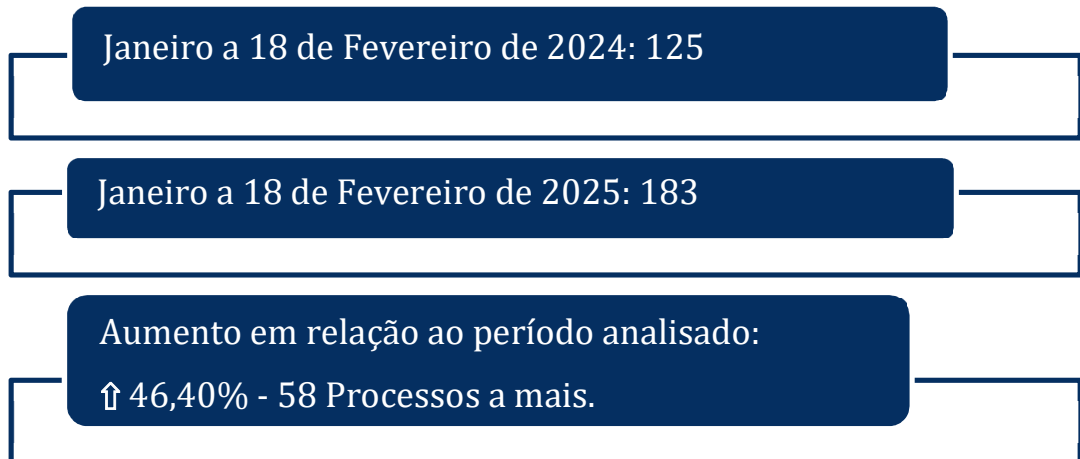 Janeiro a 18 de Fevereiro de 2024: 125
Janeiro a 18 de Fevereiro de 2025: 183
Aumento em relação ao período analisado:
⇧ 46,40% - 58 Processos a mais.